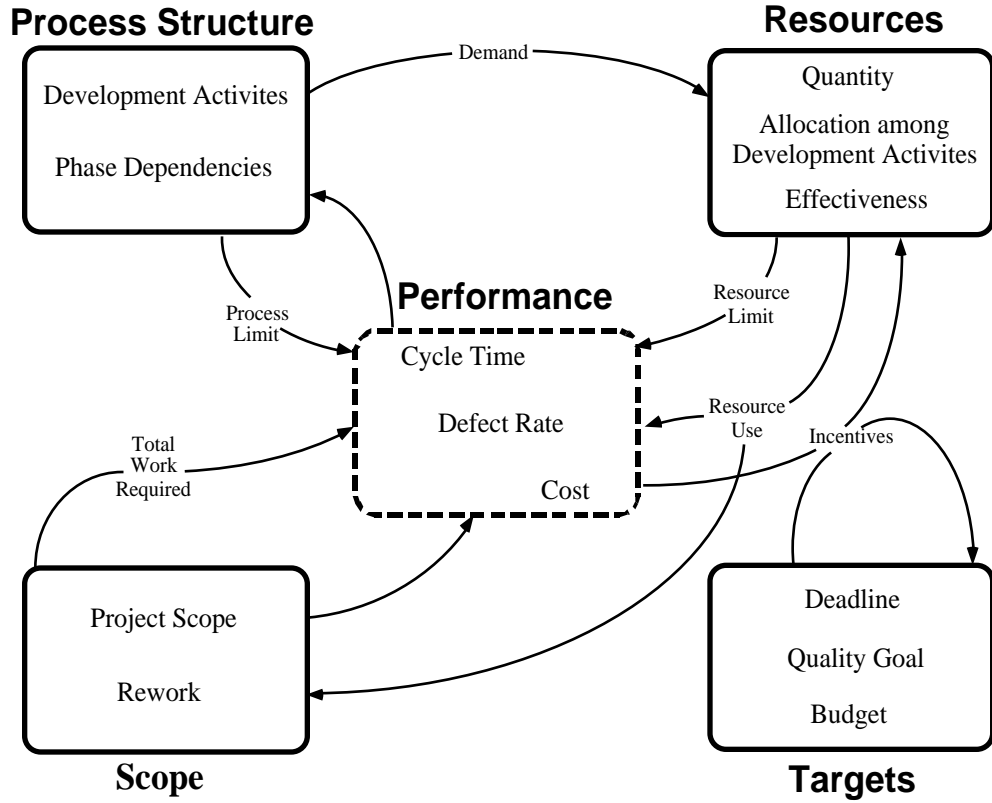 Process Structure
Development Activites
Phase Dependencies
Demand
Resources
Quantity
Allocation among
Development Activites
Effectiveness
Process
Limit
Performance
Cycle Time
Defect Rate
Cost
Resource
Limit
Resource
Use
Incentives
Total
Work
Required
Project Scope
Rework
Scope
Deadline
Quality Goal
Budget
Targets